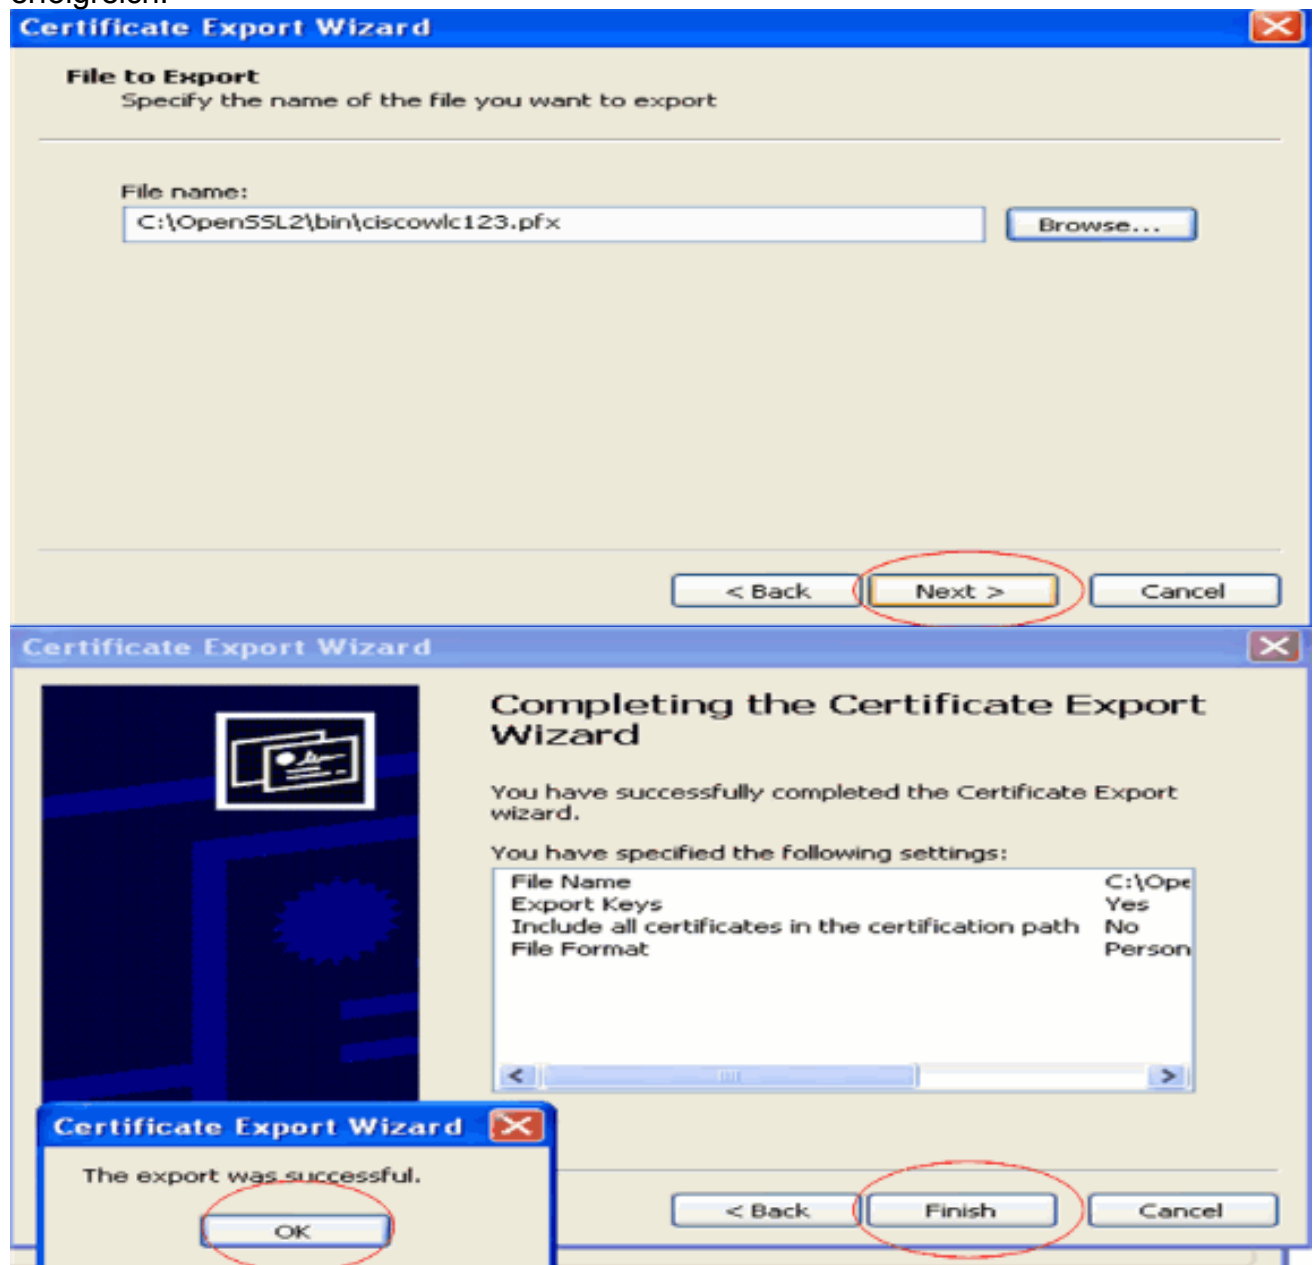 erfolgreich.
Certificate Export Wizard
File to Export
Specify the name of the file you want to export
File name:
C:\OpenSSL2\bin\ciscowlc123.pfx
Browse...
< Back
Next >
Cancel
Certificate Export Wizard
Completing the Certificate Export
Wizard
You have successfully completed the Certificate Export
wizard.
You have specified the following settings:
File Name C:\Ope
Export Keys Yes
Include all certificates in the certification path No
File Format Person
Certificate Export Wizard
The export was successful.
OK
< Back
Finish
Cancel